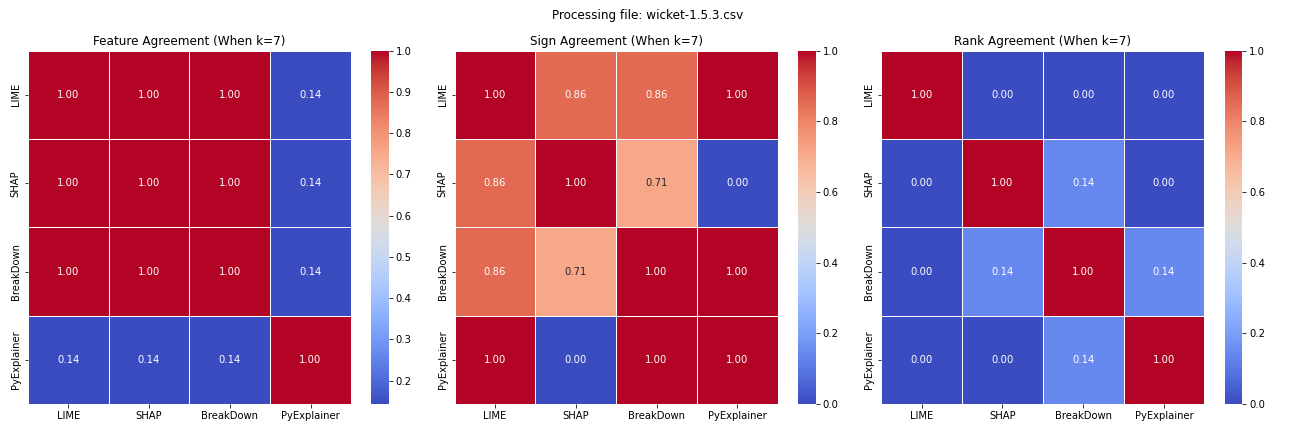 Processing file: wicket-1.5.3.csv
Feature Agreement (When k=7)
LIME 1.00 1.00 1.00 0.14
SHAP 1.00 1.00 1.00 0.14
BreakDown 1.00 1.00 1.00 0.14
PyExplainer 0.14 0.14 0.14 1.00
LIME SHAP BreakDown PyExplainer
1.0
0.9
0.8
0.7
0.6
0.5
0.4
0.3
0.2
Sign Agreement (When k=7)
LIME 1.00 0.86 0.86 1.00
SHAP 0.86 1.00 0.71 0.00
BreakDown 0.86 0.71 1.00 1.00
PyExplainer 1.00 0.00 1.00 1.00
LIME SHAP BreakDown PyExplainer
1.0
0.8
0.6
0.4
0.2
0.0
Rank Agreement (When k=7)
LIME 1.00 0.00 0.00 0.00
SHAP 0.00 1.00 0.14 0.00
BreakDown 0.00 0.14 1.00 0.14
PyExplainer 0.00 0.00 0.14 1.00
LIME SHAP BreakDown PyExplainer
1.0
0.8
0.6
0.4
0.2
0.0